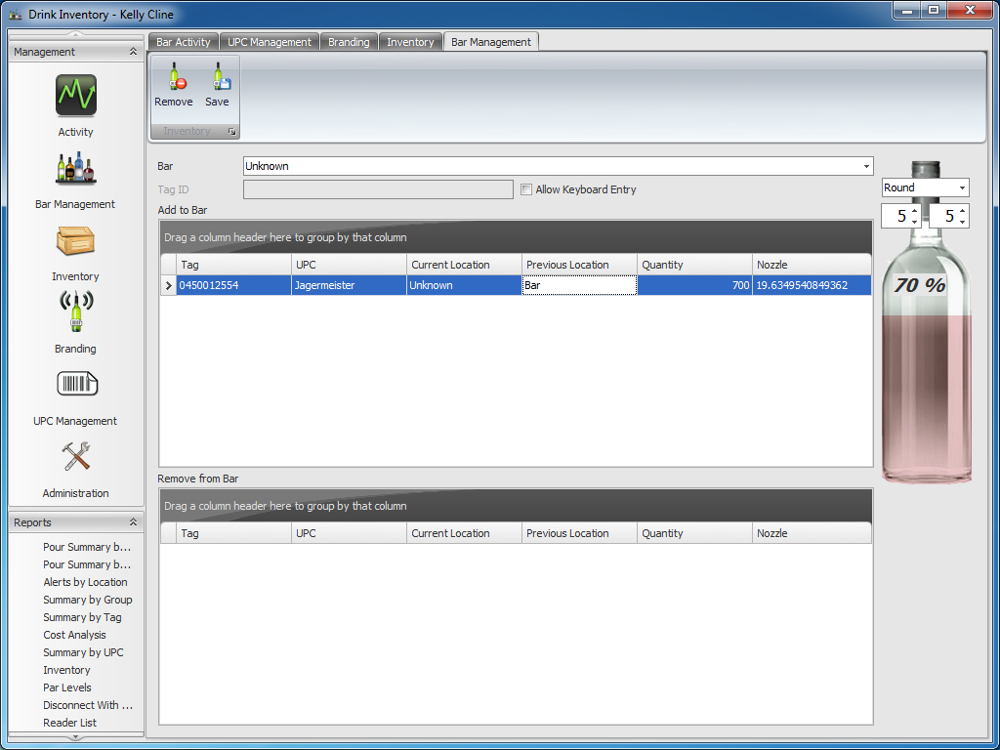 Drink Inventory - Kelly Cline
Management
Activity
Bar Management
Inventory
Branding
UPC Management
Administration
Reports
Pour Summary b...
Pour Summary b...
Alerts by Location
Summary by Group
Summary by Tag
Cost Analysis
Summary by UPC
Inventory
Par Levels
Disconnect With ...
Reader List
Bar Activity UPC Management Branding Inventory Bar Management
Remove Save
Inventory
Bar Unknown
Tag ID Allow Keyboard Entry
Add to Bar
Drag a column header here to group by that column
Tag UPC Current Location Previous Location Quantity Nozzle
0450012554 Jagermeister Unknown Bar 700 19.6349540849362
Remove from Bar
Drag a column header here to group by that column
Tag UPC Current Location Previous Location Quantity Nozzle
Round
5 5
70 %